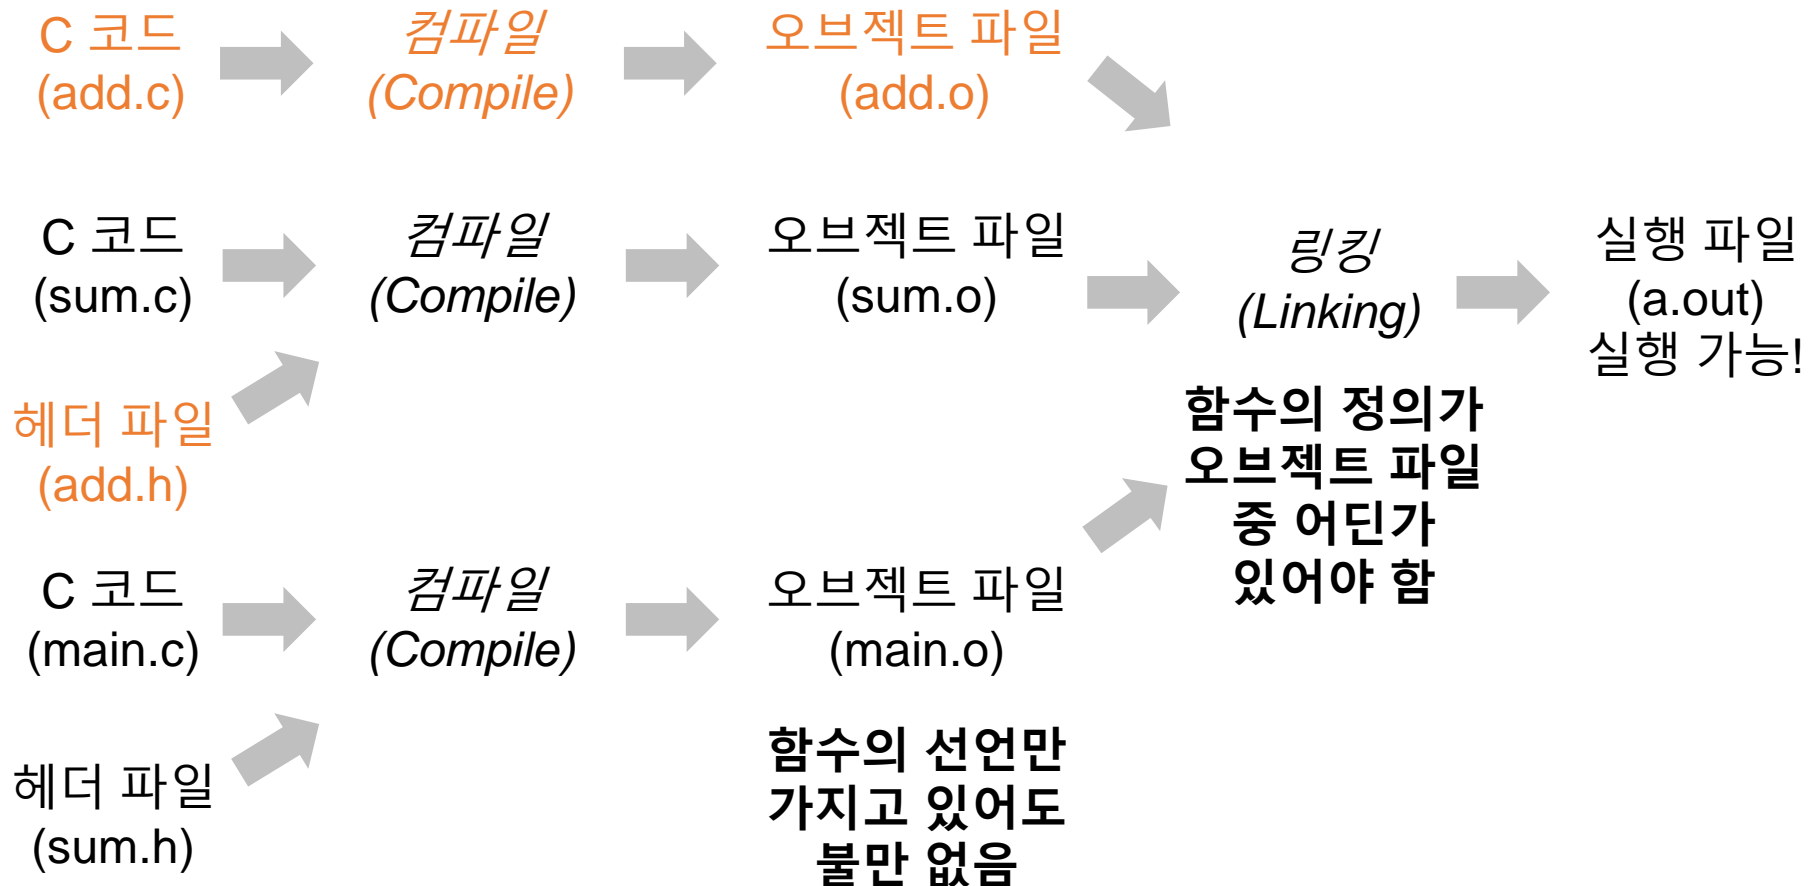 C 코드
(add.c)
컴파일
(Compile)
오브젝트 파일
(add.o)
C 코드
(sum.c)
컴파일
(Compile)
오브젝트 파일
(sum.o)
링킹
(Linking)
실행 파일
(a.out)
실행 가능!
헤더 파일
(add.h)
함수의 정의가
오브젝트 파일
중 어딘가
있어야 함
C 코드
(main.c)
컴파일
(Compile)
오브젝트 파일
(main.o)
헤더 파일
(sum.h)
함수의 선언만
가지고 있어도
불만 없음